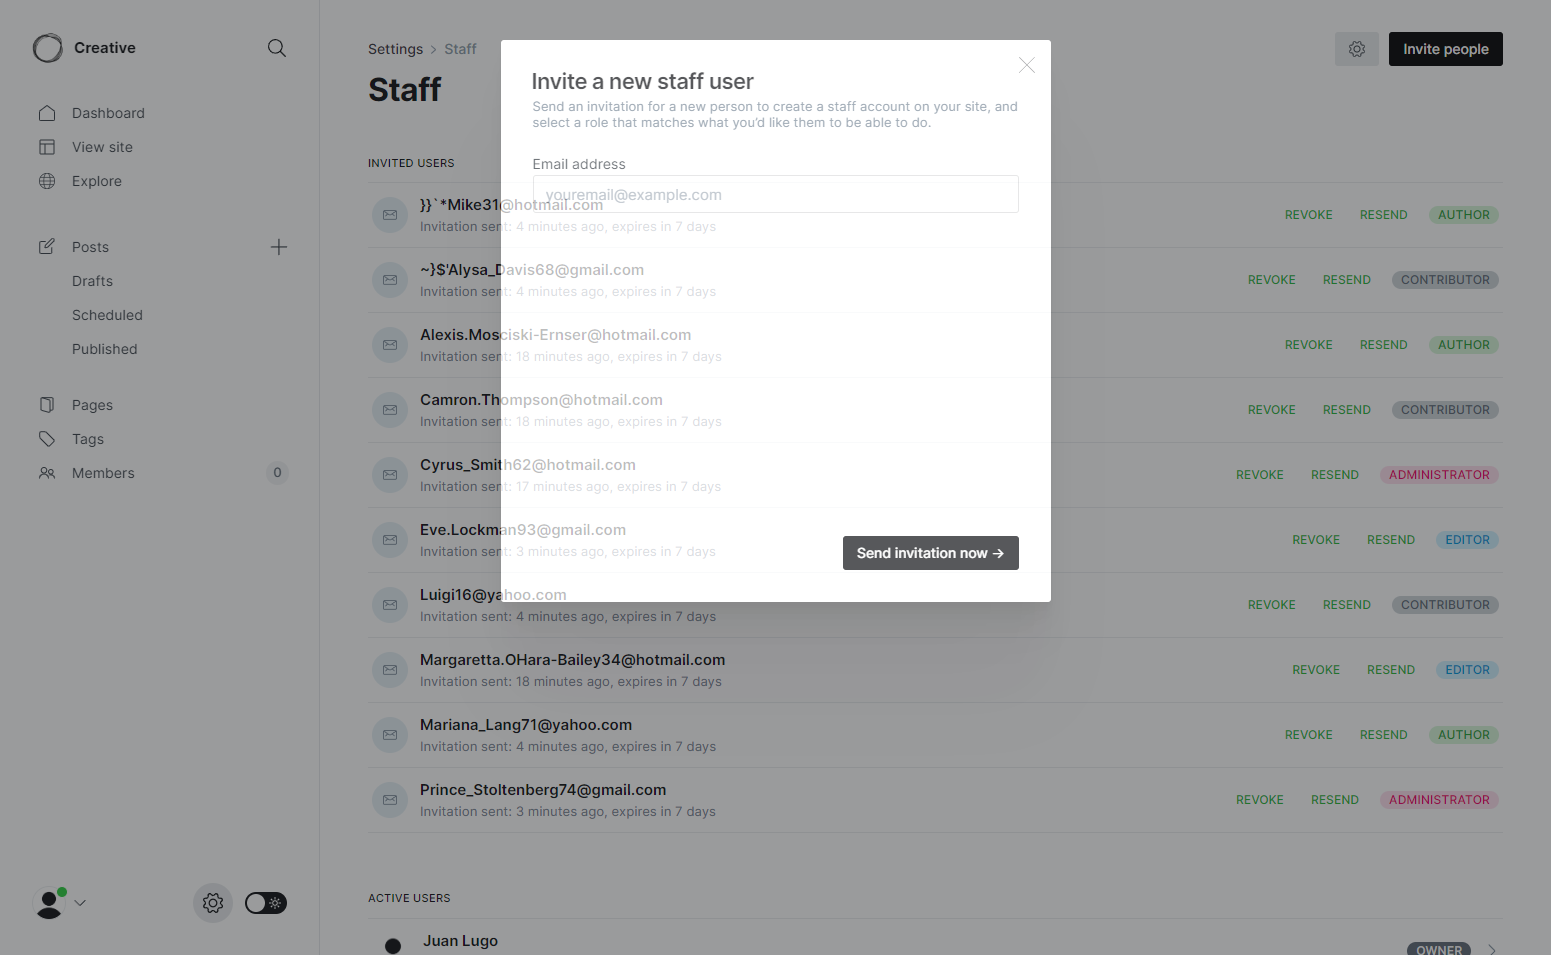 Creative
Dashboard
View site
Explore
Posts
Drafts
Scheduled
Published
Pages
Tags
Members 0
Settings > Staff
Staff
Invite people
Invite a new staff user
Send an invitation for a new person to create a staff account on your site, and
select a role that matches what you'd like them to be able to do.
Email address
youremail@example.com
Send invitation now →
INVITED USERS
}}`*Mike31@hotmail.com
Invitation sent: 4 minutes ago, expires in 7 days
REVOKE RESEND AUTHOR
~}$'Alysa_Davis68@gmail.com
Invitation sent: 4 minutes ago, expires in 7 days
REVOKE RESEND CONTRIBUTOR
Alexis.Mosciski-Ernser@hotmail.com
Invitation sent: 18 minutes ago, expires in 7 days
REVOKE RESEND AUTHOR
Camron.Thompson@hotmail.com
Invitation sent: 18 minutes ago, expires in 7 days
REVOKE RESEND CONTRIBUTOR
Cyrus_Smith62@hotmail.com
Invitation sent: 17 minutes ago, expires in 7 days
REVOKE RESEND ADMINISTRATOR
Eve.Lockman93@gmail.com
Invitation sent: 3 minutes ago, expires in 7 days
REVOKE RESEND EDITOR
Luigi16@yahoo.com
Invitation sent: 4 minutes ago, expires in 7 days
REVOKE RESEND CONTRIBUTOR
Margaretta.OHara-Bailey34@hotmail.com
Invitation sent: 18 minutes ago, expires in 7 days
REVOKE RESEND EDITOR
Mariana_Lang71@yahoo.com
Invitation sent: 4 minutes ago, expires in 7 days
REVOKE RESEND AUTHOR
Prince_Stoltenberg74@gmail.com
Invitation sent: 3 minutes ago, expires in 7 days
REVOKE RESEND ADMINISTRATOR
ACTIVE USERS
Juan Lugo
OWNER